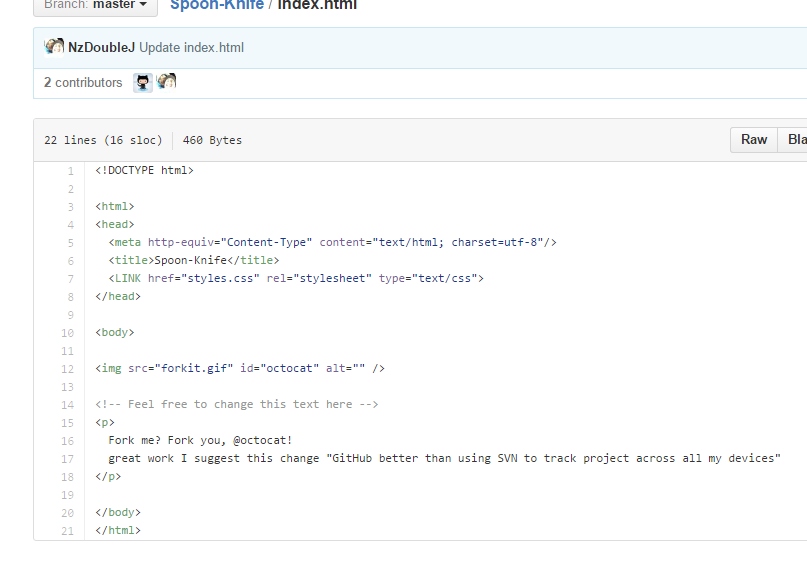 Branch: master
Spoon-Knife / index.html
NzDoubleJ Update index.html
2 contributors
22 lines (16 sloc) 460 Bytes
Raw
1 <!DOCTYPE html>
2
3 <html>
4 <head>
5 <meta http-equiv="Content-Type" content="text/html; charset=utf-8"/>
6 <title>Spoon-Knife</title>
7 <LINK href="styles.css" rel="stylesheet" type="text/css">
8 </head>
9
10 <body>
11
12 <img src="forkit.gif" id="octocat" alt="" />
13
14 <!-- Feel free to change this text here -->
15 <p>
16 Fork me? Fork you, @octocat!
17 great work I suggest this change "GitHub better than using SVN to track project across all my devices"
18 </p>
19
20 </body>
21 </html>